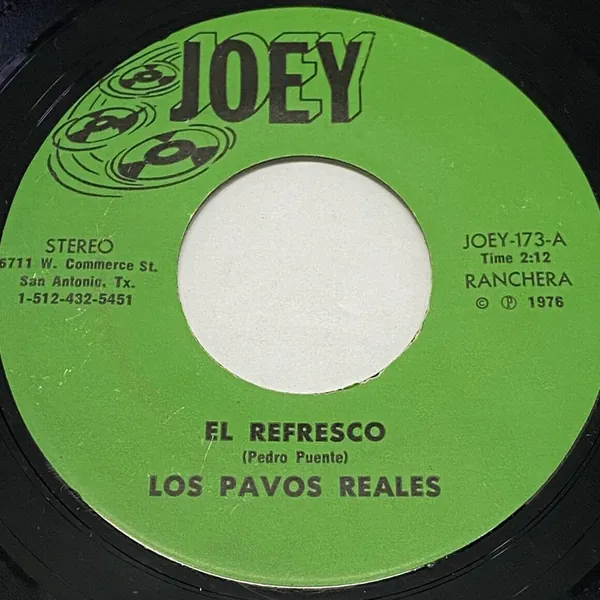 JOEY
STEREO
6711 W. Commerce St.
San Antonio, Tx.
1-512-432-5451
JOEY-173-A
Time 2:12
RANCHERA
© ℗ 1976
EL REFRESCO
(Pedro Puente)
LOS PAVOS REALES